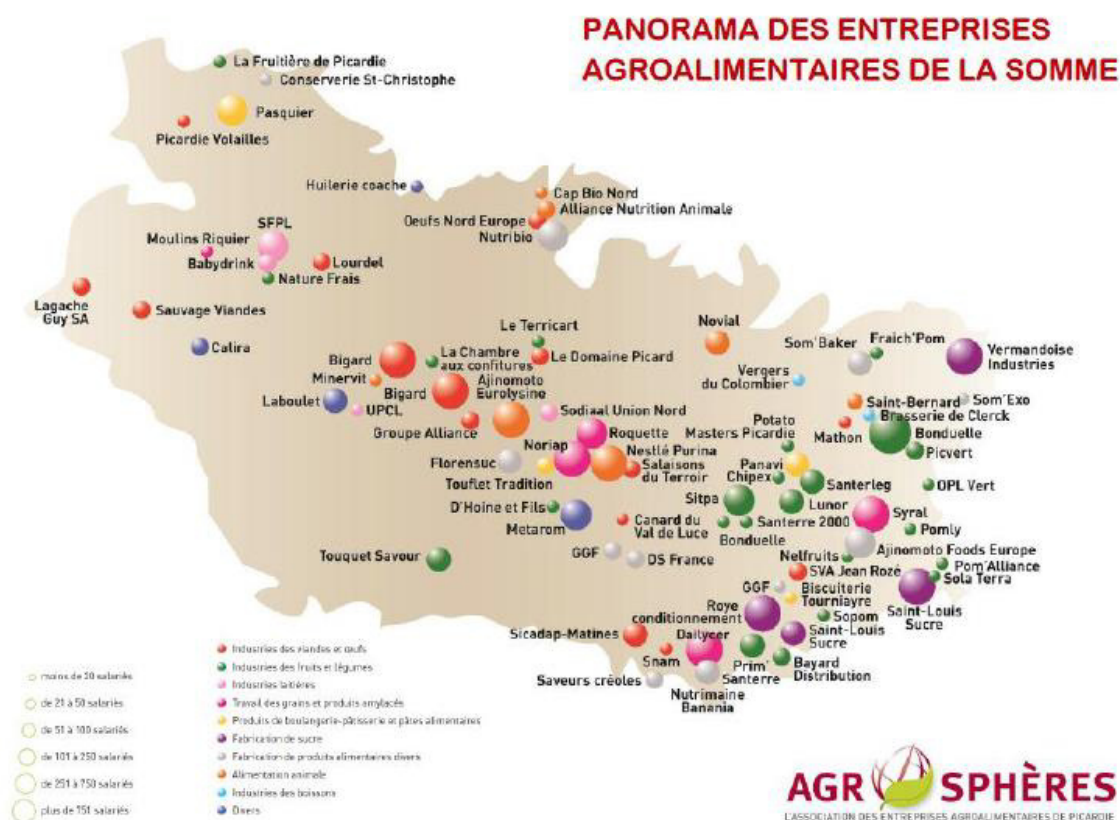 PANORAMA DES ENTREPRISES
AGROALIMENTAIRES DE LA SOMME
La Fruitière de Picardie
Conserverie St-Christophe
Pasquier
Picardie Volailles
Huilerie coache
Cap Bio Nord
Alliance Nutrition Animale
Oeufs Nord Europe
Nutribio
SFPL
Moulins Riquier
Babydrink
Lourdel
Nature Frais
Lagache
Guy SA
Sauvage Viandes
Calira
Le Terricart
Novial
Som'Baker
Fraich'Pom
Vermandoise
Industries
Bigard
La Chambre
aux confitures
Le Domaine Picard
Minervit
Bigard
Ajinomoto
Eurolysine
Vergers
du Colombier
Laboulet
UPCL
Sodiaal Union Nord
Saint-Bernard
Som'Exo
Brasserie de Clerck
Groupe Alliance
Roquette
Potato
Masters Picardie
Mathon
Bonduelle
Noriap
Nestlé Purina
Picvert
Florensuc
Salaisons
du Terroir
Panavi
Chipex
Touflet Tradition
Santerleg
OPL Vert
Sitpa
Lunor
D'Hoine et Fils
Syral
Metarom
Canard du
Val de Luce
Bonduelle
Santerre 2000
Pomly
Touquet Savour
GGF
DS France
Nelfruits
Ajinomoto Foods Europe
SVA Jean Rozé
Pom'Alliance
Sola Terra
GGF
Biscuiterie
Tourniayre
Saint-Louis
Sucre
Roye
conditionnement
Sopom
Sicadap-Matines
Dailycer
Saint-Louis
Sucre
Snam
Prim'
Santerre
Bayard
Distribution
Saveurs créoles
Nutrimaine
Banania
moins de 20 salariés
de 21 à 50 salariés
de 51 à 100 salariés
de 101 à 250 salariés
de 251 à 750 salariés
plus de 751 salariés
Industries des viandes et œufs
Industries des fruits et légumes
Industries laitières
Travail des grains et produits amylacés
Produits de boulangerie-pâtisserie et pâtes alimentaires
Fabrication de sucre
Fabrication de produits alimentaires divers
Alimentation animale
Industries des boissons
Divers
AGR SPHÈRES
L'ASSOCIATION DES ENTREPRISES AGROALIMENTAIRES DE PICARDIE